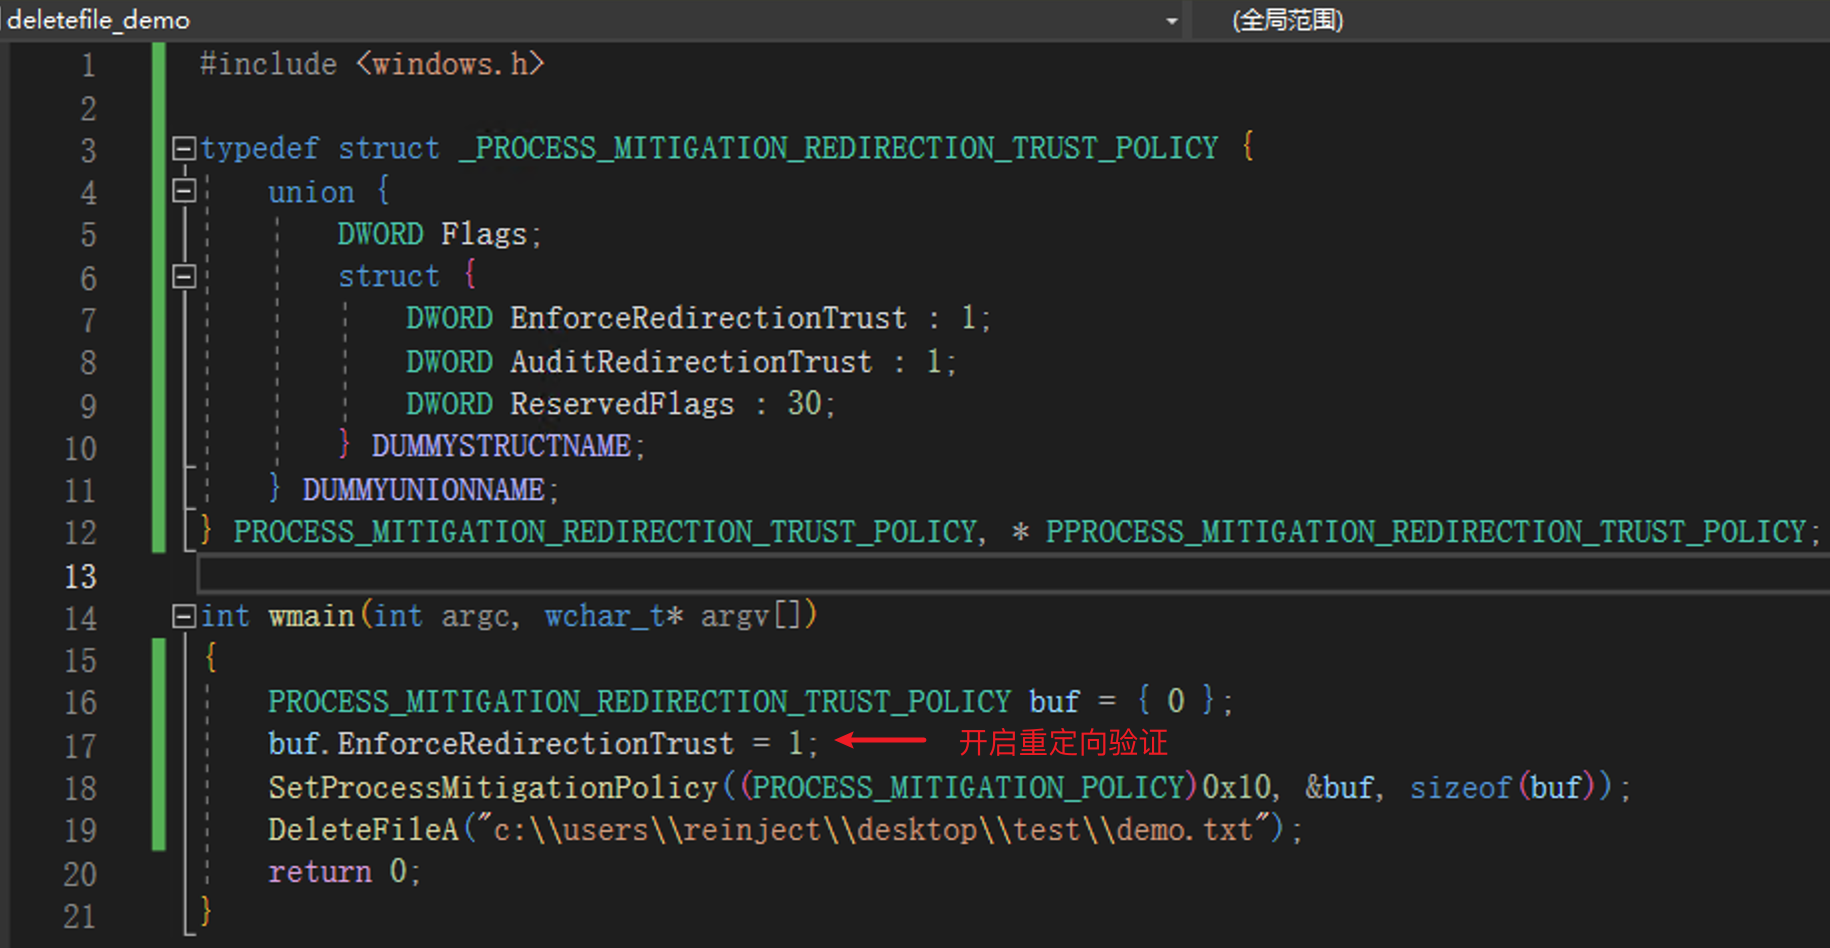 deletefile_demo (全局范围)
1 #include <windows.h>
2
3 typedef struct _PROCESS_MITIGATION_REDIRECTION_TRUST_POLICY {
4 union {
5 DWORD Flags;
6 struct {
7 DWORD EnforceRedirectionTrust : 1;
8 DWORD AuditRedirectionTrust : 1;
9 DWORD ReservedFlags : 30;
10 } DUMMYSTRUCTNAME;
11 } DUMMYUNIONNAME;
12 } PROCESS_MITIGATION_REDIRECTION_TRUST_POLICY, * PPROCESS_MITIGATION_REDIRECTION_TRUST_POLICY;
13
14 int wmain(int argc, wchar_t* argv[])
15 {
16 PROCESS_MITIGATION_REDIRECTION_TRUST_POLICY buf = { 0 };
17 buf.EnforceRedirectionTrust = 1; 开启重定向验证
18 SetProcessMitigationPolicy((PROCESS_MITIGATION_POLICY)0x10, &buf, sizeof(buf));
19 DeleteFileA("c:\\users\\reinject\\desktop\\test\\demo.txt");
20 return 0;
21 }